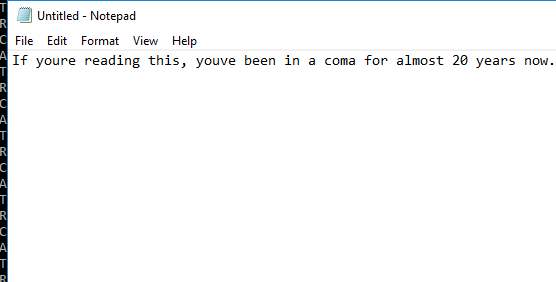 Untitled - Notepad
File Edit Format View Help
If youre reading this, youve been in a coma for almost 20 years now.
T
R
C
A
T
R
C
A
T
R
C
A
T
R
C
A
T
R